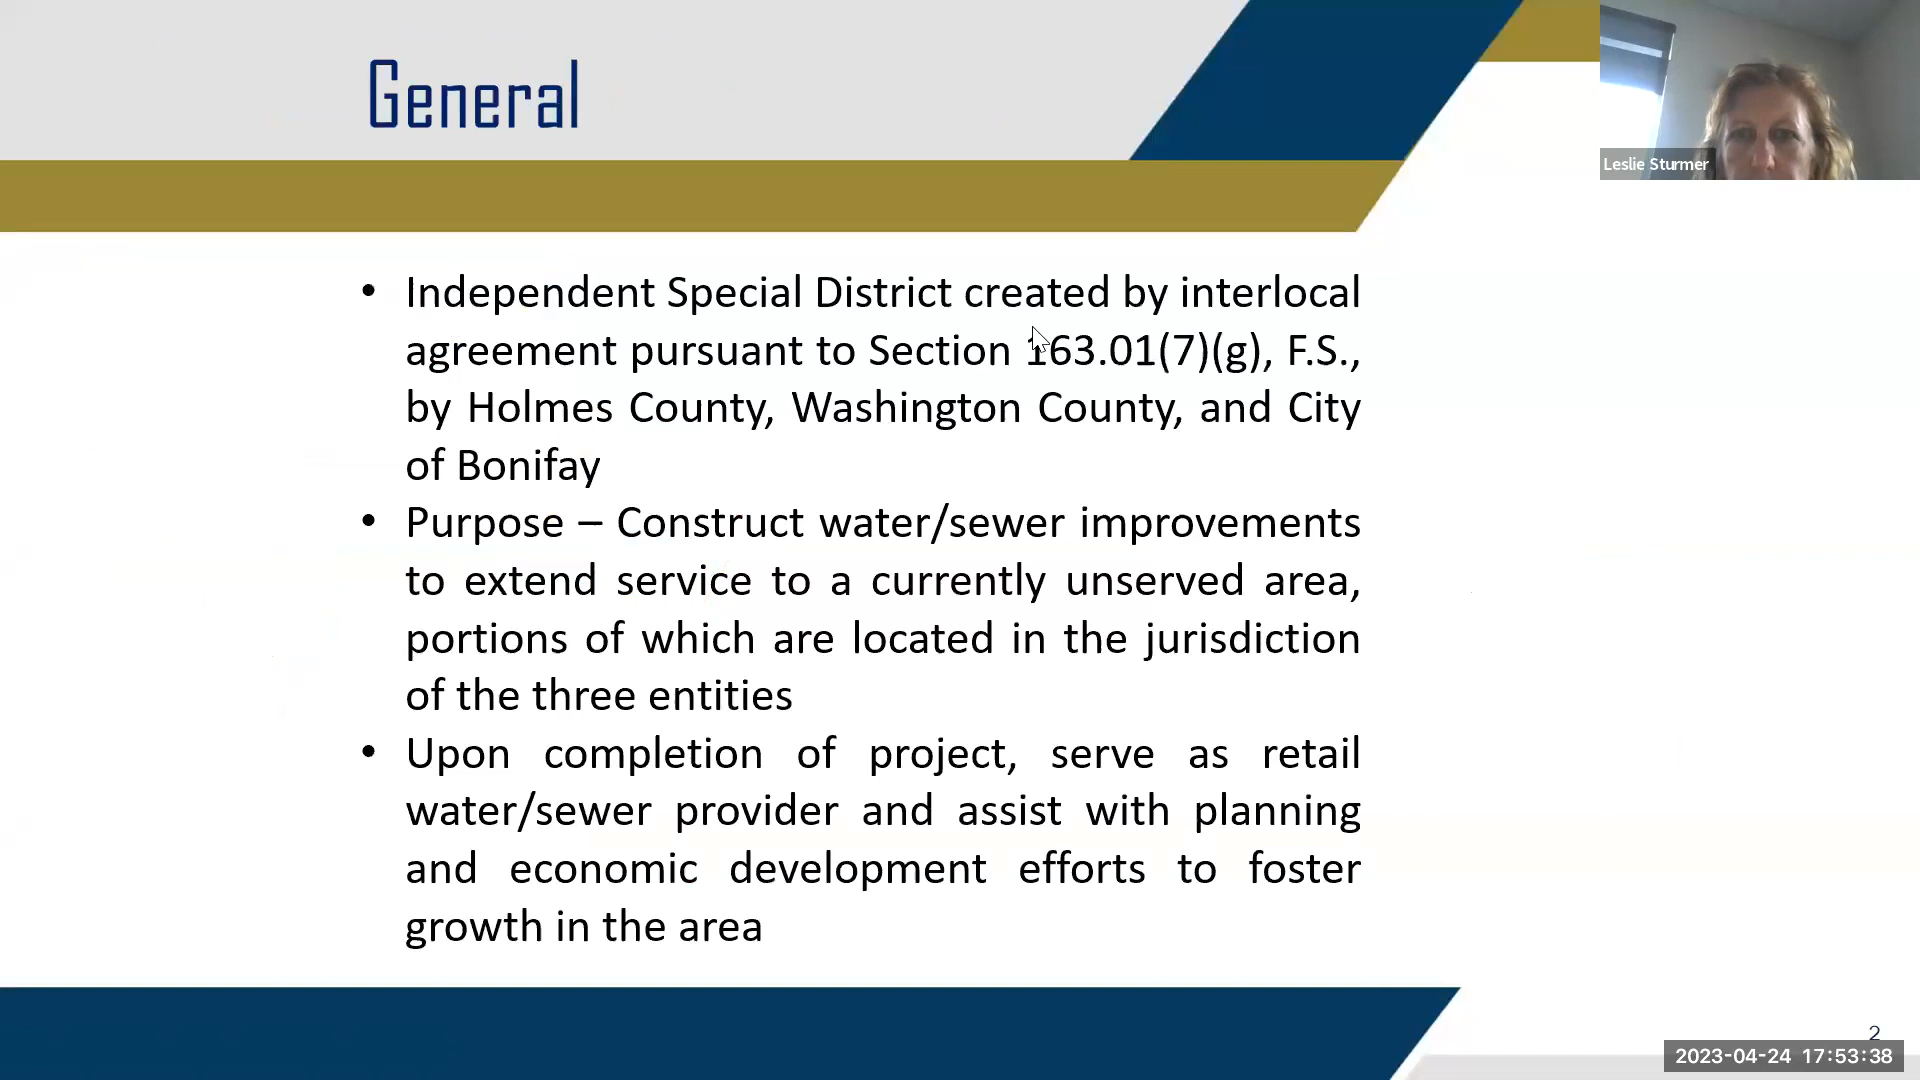 General
Leslie Sturmer
• Independent Special District created by interlocal
agreement pursuant to Section 163.01(7)(g), F.S.,
by Holmes County, Washington County, and City
of Bonifay
• Purpose – Construct water/sewer improvements
to extend service to a currently unserved area,
portions of which are located in the jurisdiction
of the three entities
• Upon completion of project, serve as retail
water/sewer provider and assist with planning
and economic development efforts to foster
growth in the area
2
2023-04-24 17:53:38